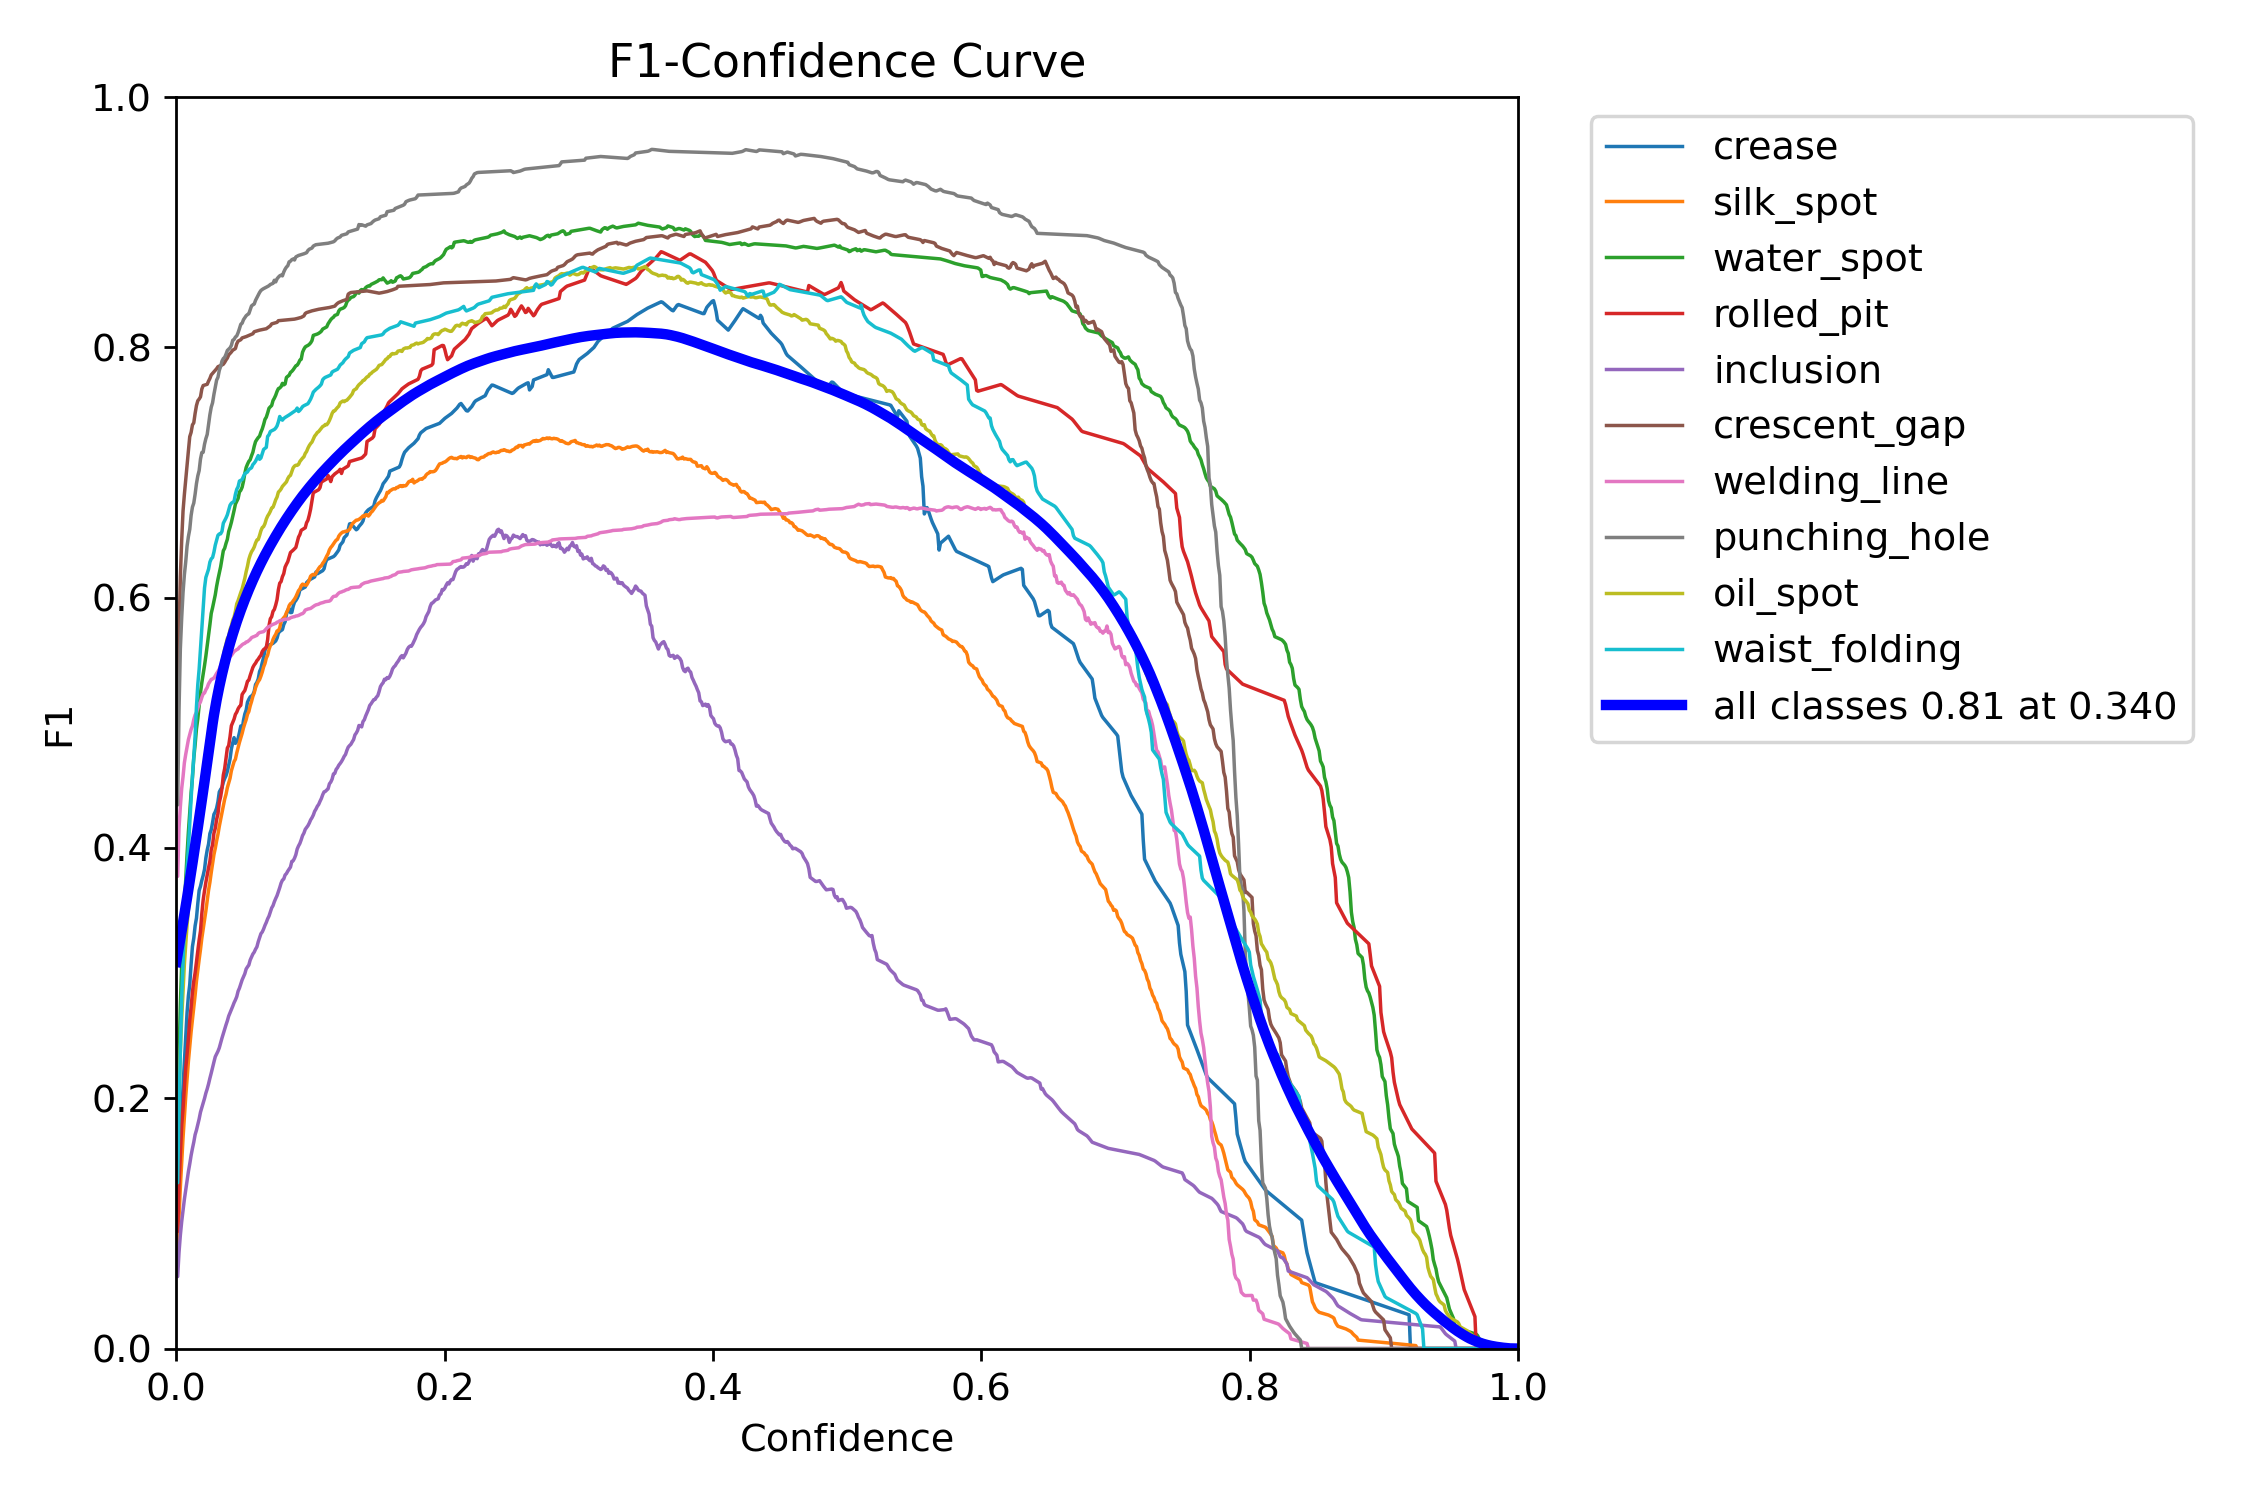 F1-Confidence Curve
1.0
0.8
0.6
0.4
0.2
0.0
F1
0.0 0.2 0.4 0.6 0.8 1.0
Confidence
crease
silk_spot
water_spot
rolled_pit
inclusion
crescent_gap
welding_line
punching_hole
oil_spot
waist_folding
all classes 0.81 at 0.340